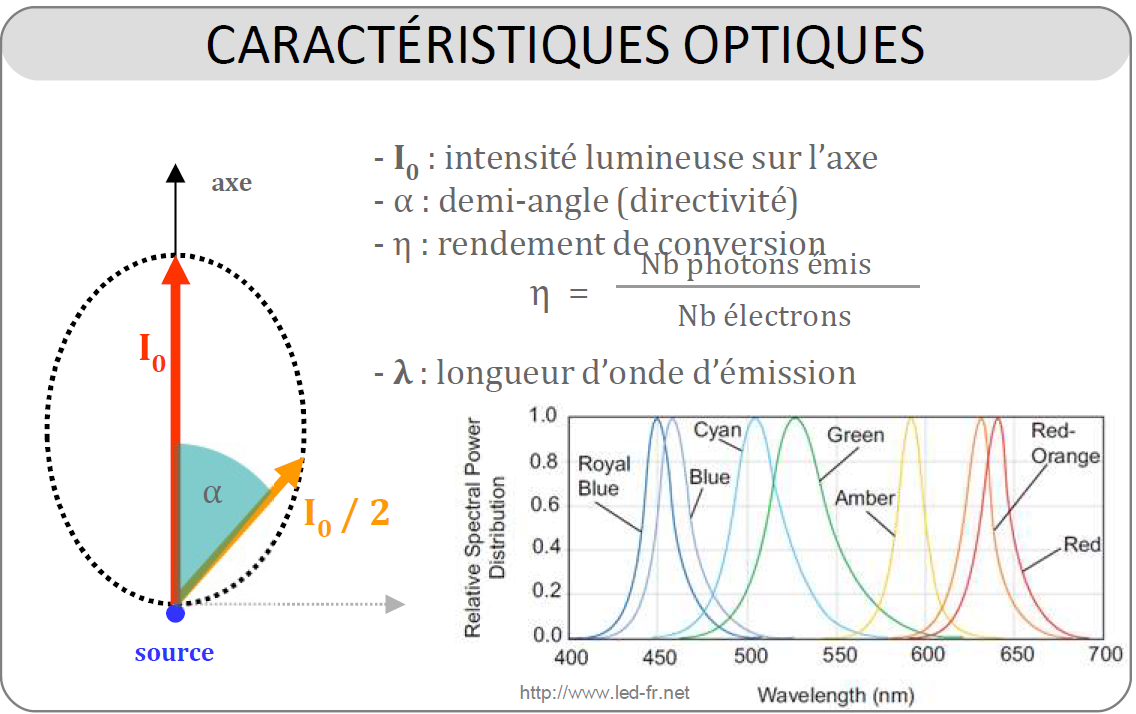 CARACTÉRISTIQUES OPTIQUES
axe
I0
α
I0 / 2
source
- I0 : intensité lumineuse sur l’axe
- α : demi-angle (directivité)
- η : rendement de conversion
η = Nb photons émis
Nb électrons
- λ : longueur d’onde d’émission
Relative Spectral Power
Distribution
1.0
0.8
0.6
0.4
0.2
0.0
Royal
Blue
Blue
Cyan
Green
Amber
Red-
Orange
Red
400 450 500 550 600 650 700
http://www.led-fr.net
Wavelength (nm)